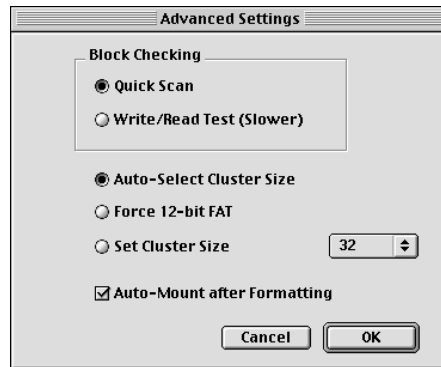 Advanced Settings
Block Checking
Quick Scan
Write/Read Test (Slower)
Auto-Select Cluster Size
Force 12-bit FAT
Set Cluster Size 32
Auto-Mount after Formatting
Cancel OK